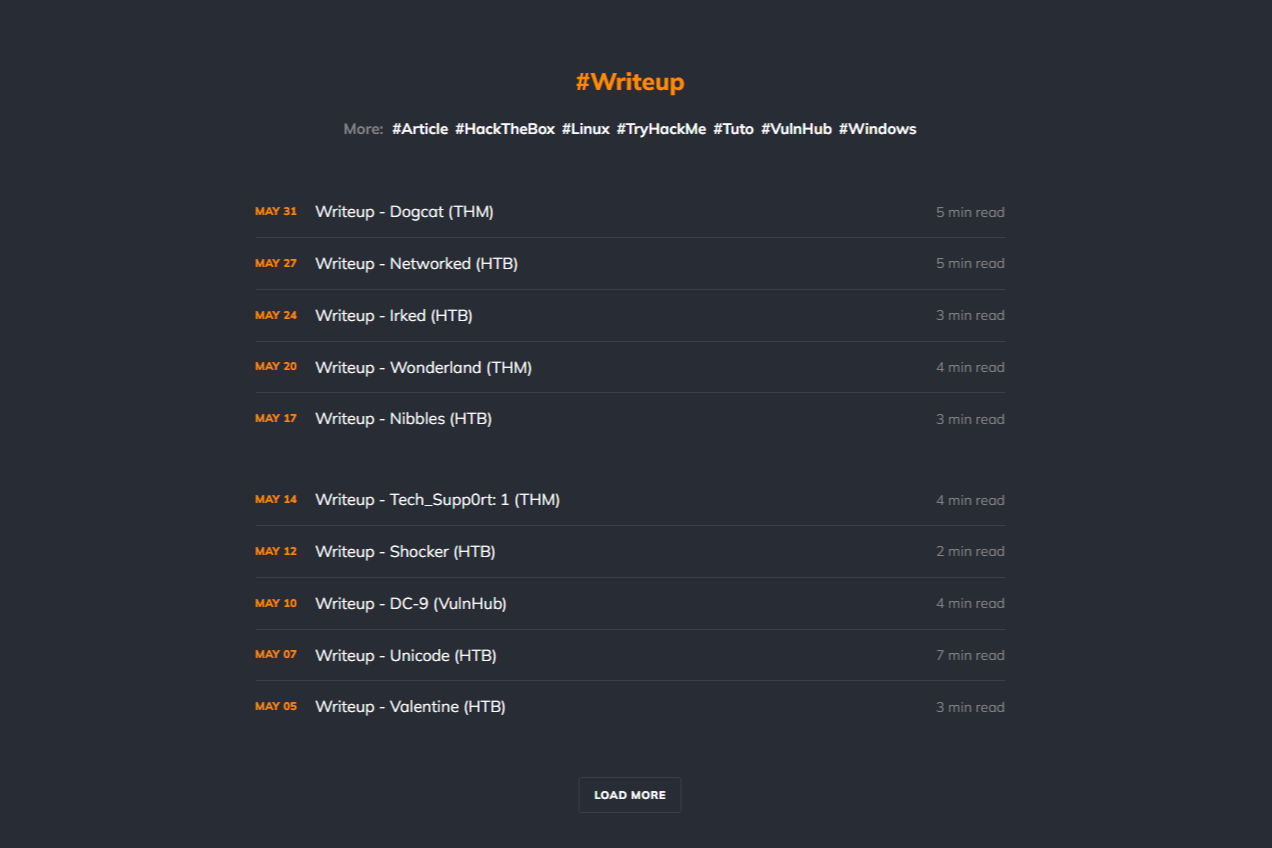 #Writeup
More: #Article #HackTheBox #Linux #TryHackMe #Tuto #VulnHub #Windows
MAY 31 Writeup - Dogcat (THM) 5 min read
MAY 27 Writeup - Networked (HTB) 5 min read
MAY 24 Writeup - Irked (HTB) 3 min read
MAY 20 Writeup - Wonderland (THM) 4 min read
MAY 17 Writeup - Nibbles (HTB) 3 min read
MAY 14 Writeup - Tech_Supp0rt: 1 (THM) 4 min read
MAY 12 Writeup - Shocker (HTB) 2 min read
MAY 10 Writeup - DC-9 (VulnHub) 4 min read
MAY 07 Writeup - Unicode (HTB) 7 min read
MAY 05 Writeup - Valentine (HTB) 3 min read
LOAD MORE